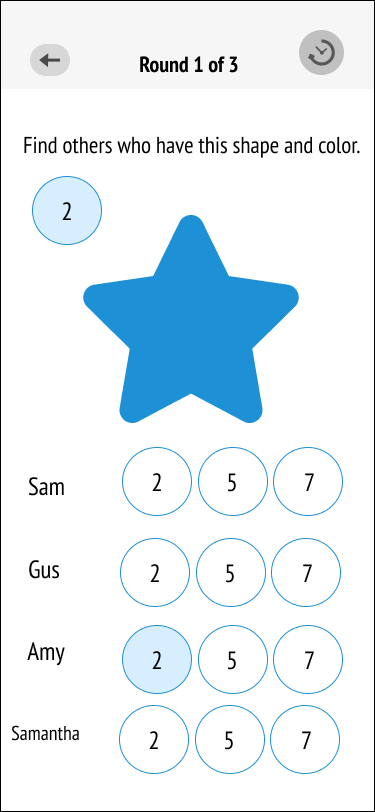 Round 1 of 3
Find others who have this shape and color.
2
Sam 2 5 7
Gus 2 5 7
Amy 2 5 7
Samantha 2 5 7